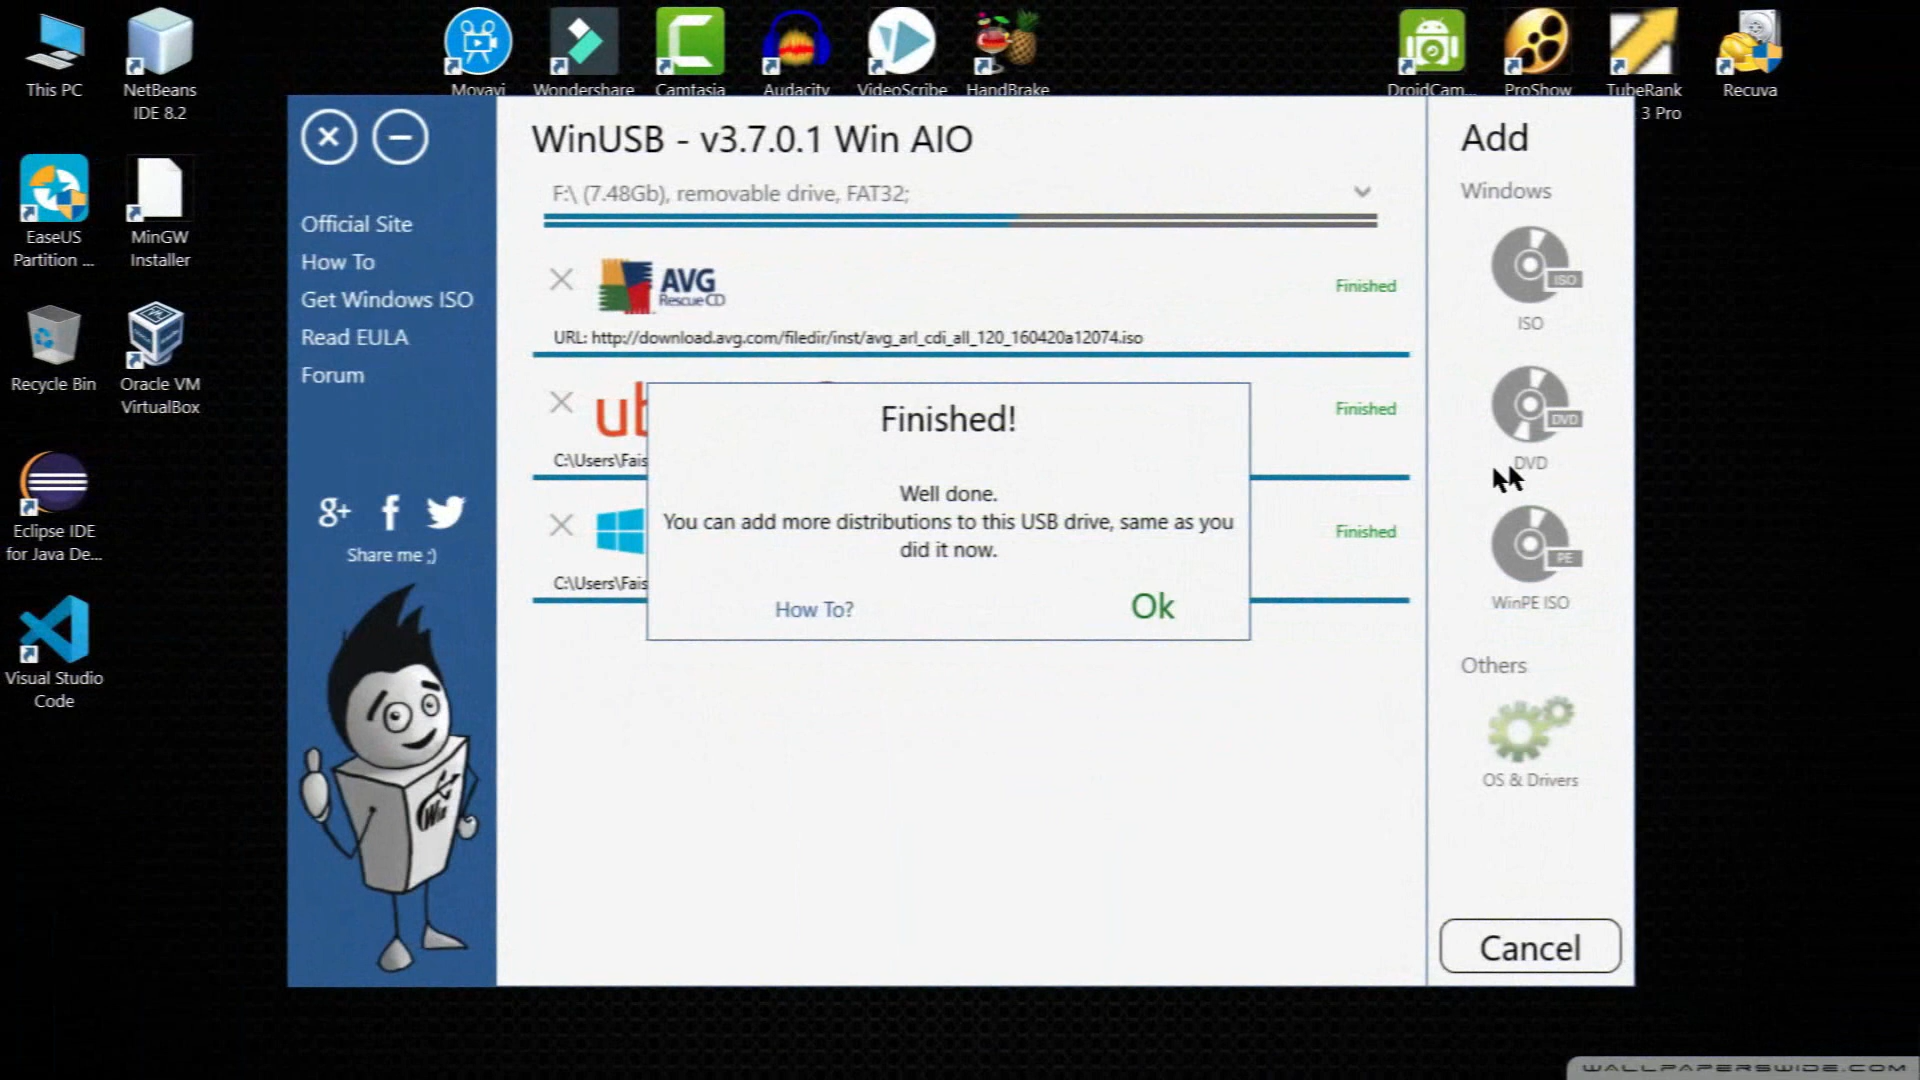 This PC
NetBeans
IDE 8.2
Movavi
Wondershare
Camtasia
Audacity
VideoScribe
HandBrake
DroidCam...
ProShow
TubeRank
3 Pro
Recuva
EaseUS
Partition ...
MinGW
Installer
Recycle Bin
Oracle VM
VirtualBox
Eclipse IDE
for Java De...
Visual Studio
Code
Official Site
How To
Get Windows ISO
Read EULA
Forum
g+ f
Share me ;)
Win
WinUSB - v3.7.0.1 Win AIO
F:\ (7.48Gb), removable drive, FAT32;
AVG
Rescue CD
Finished
URL: http://download.avg.com/filedir/inst/avg_arl_cdi_all_120_160420a12074.iso
ub
Finished
C:\Users\Fais
Finished
C:\Users\Fais
Finished!
Well done.
You can add more distributions to this USB drive, same as you
did it now.
How To?
Ok
Add
Windows
ISO
ISO
DVD
DVD
PE
WinPE ISO
Others
OS & Drivers
Cancel
WALLPAPERSWIDE.COM